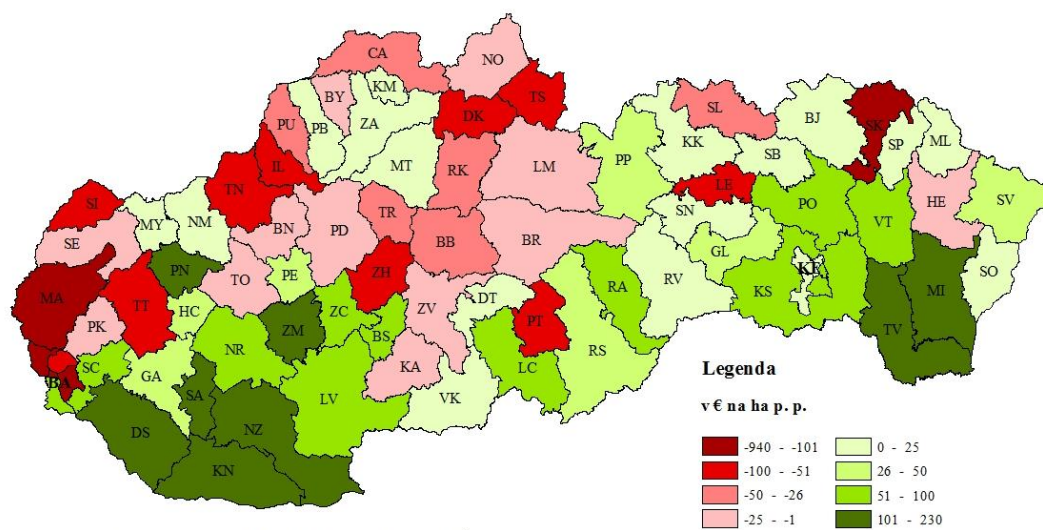 CA
NO
BY
KM
PU
PB
ZA
DK
TS
SL
BJ
SK
SP
ML
KK
SB
PP
MT
IL
TN
RK
LM
LE
HE
SV
PO
VT
SI
MY
NM
BN
PD
TR
BB
BR
SN
GL
SE
PN
TO
PE
ZH
ZV
DT
RA
RV
KS
KE
MI
SO
MA
TT
HC
ZM
ZC
BS
PT
TV
PK
NR
KA
LC
RS
SC
BA
GA
SA
LV
VK
DS
NZ
KN
Legenda
v € na ha p. p.
-940 - -101
-100 - -51
-50 - -26
-25 - -1
0 - 25
26 - 50
51 - 100
101 - 230